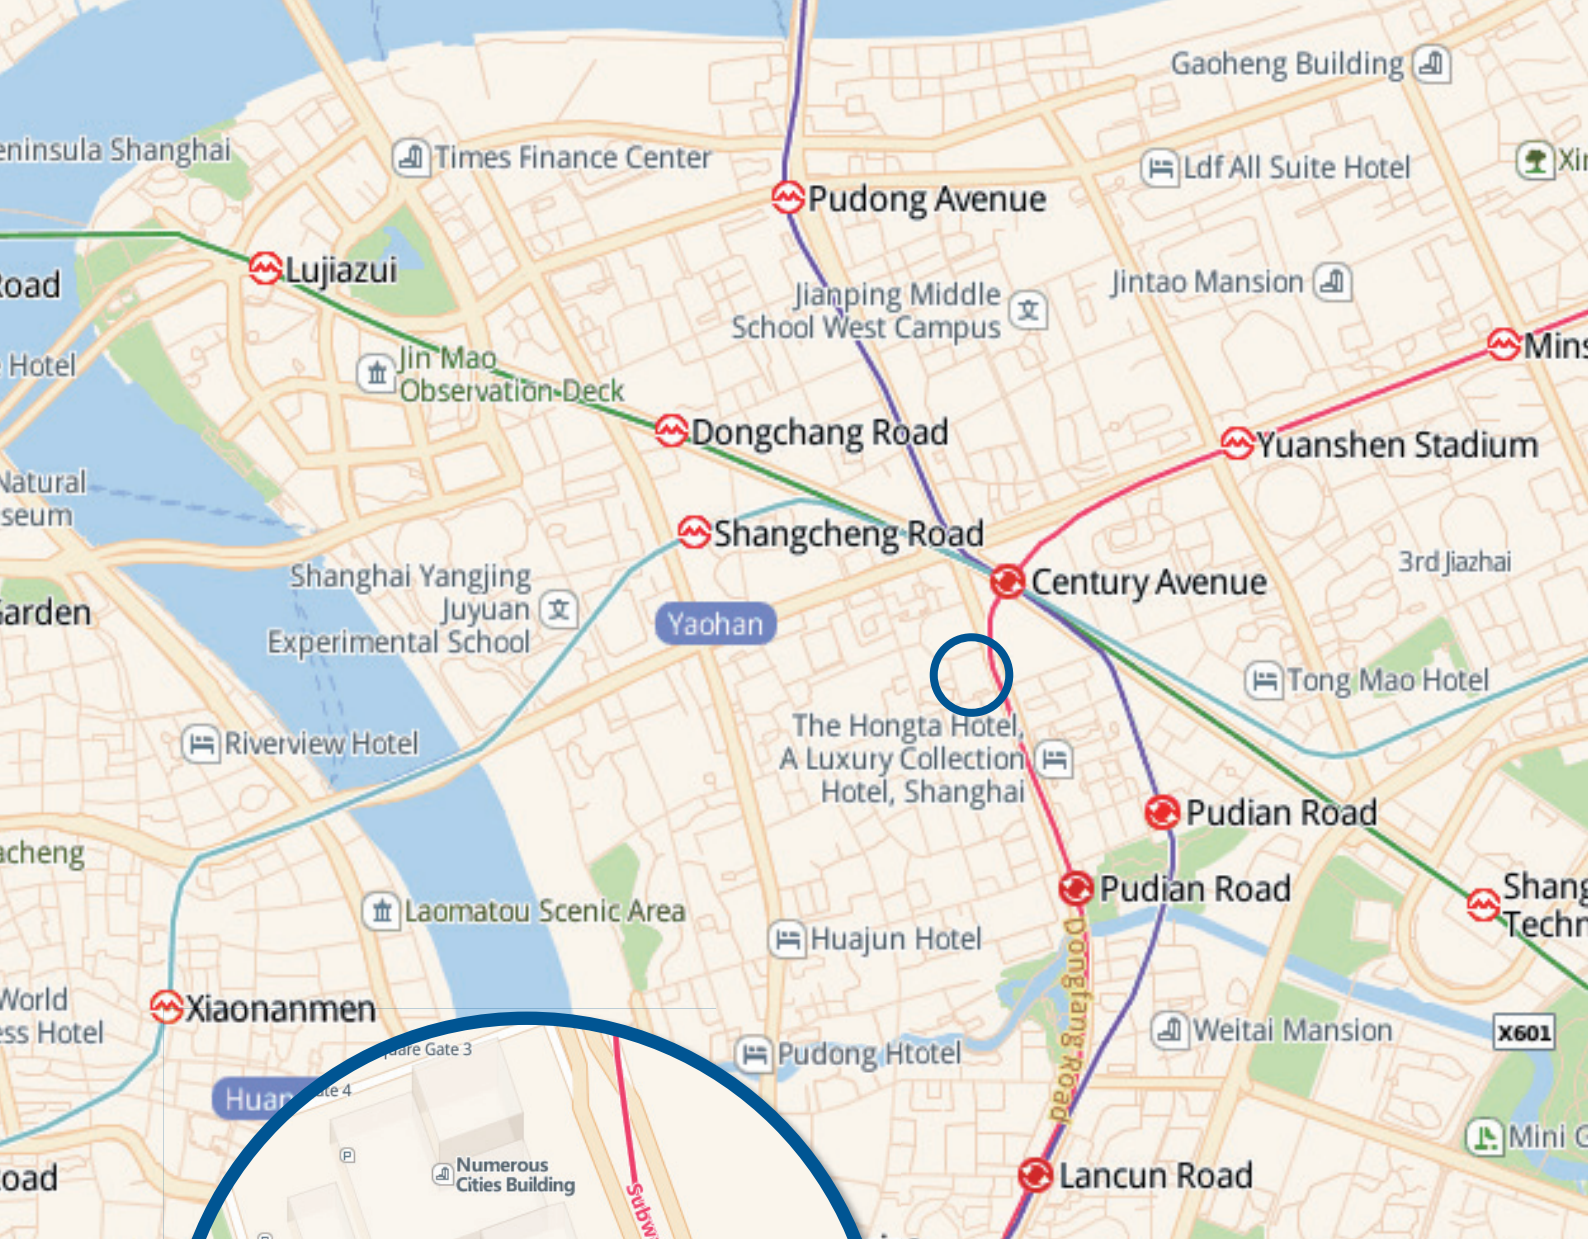 Gaoheng Building
eninsula Shanghai
Times Finance Center
Ldf All Suite Hotel
Xin
Pudong Avenue
Lujiazui
Road
Jianping Middle
School West Campus
Jintao Mansion
Hotel
Jin Mao
Observation Deck
Mins
Dongchang Road
Yuanshen Stadium
Natural
seum
Shangcheng Road
3rd Jiazhai
Shanghai Yangjing
Juyuan
Experimental School
Century Avenue
Garden
Yaohan
Tong Mao Hotel
The Hongta Hotel,
A Luxury Collection
Hotel, Shanghai
Riverview Hotel
Pudian Road
acheng
Pudian Road
Shang
Techn
Laomatou Scenic Area
Huajun Hotel
Dongfang Road
World
ess Hotel
Xiaonanmen
Weitai Mansion
X601
Pudong Htotel
uare Gate 3
ate 4
Huan
P
Numerous
Cities Building
Mini G
Lancun Road
oad
Subw